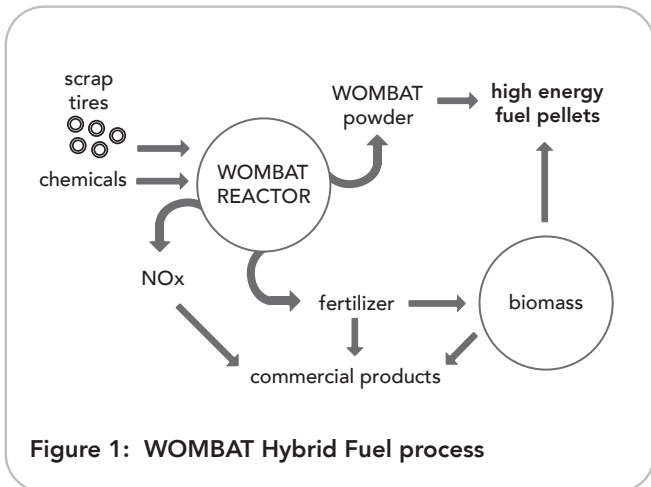 scrap
tires
chemicals
WOMBAT
REACTOR
WOMBAT
powder
high energy
fuel pellets
NOx
fertilizer
biomass
commercial products
Figure 1: WOMBAT Hybrid Fuel process